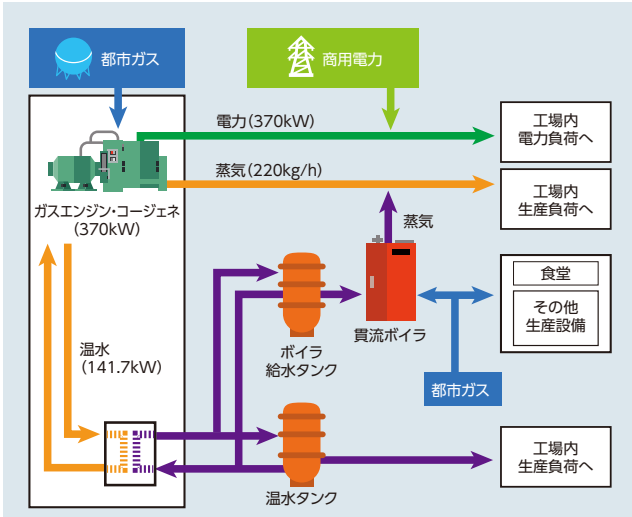 都市ガス
商用電力
電力(370kW)
工場内
電力負荷へ
蒸気(220kg/h)
工場内
生産負荷へ
ガスエンジン・コージェネ
(370kW)
蒸気
食堂
その他
生産設備
貫流ボイラ
ボイラ
給水タンク
温水
(141.7kW)
都市ガス
工場内
生産負荷へ
温水タンク